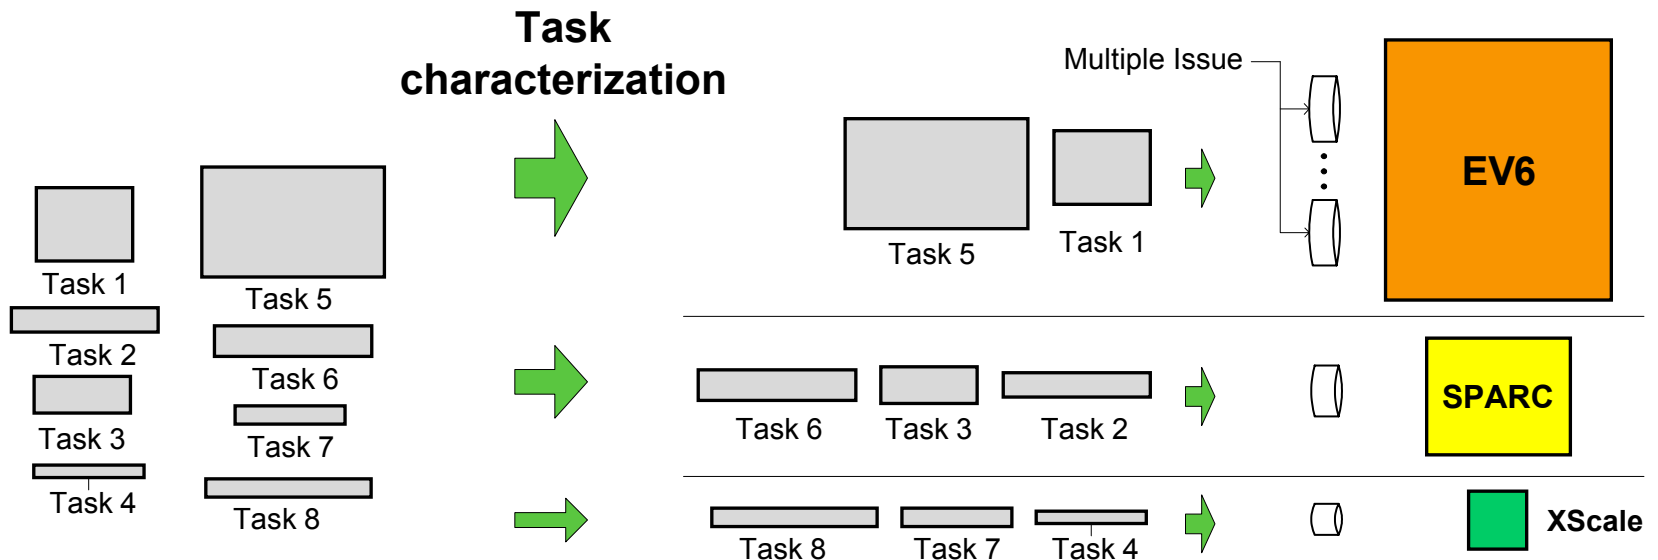 Task
characterization
Task 1
Task 2
Task 3
Task 4
Task 5
Task 6
Task 7
Task 8
Multiple Issue
Task 5
Task 1
EV6
Task 6
Task 3
Task 2
SPARC
Task 8
Task 7
Task 4
XScale